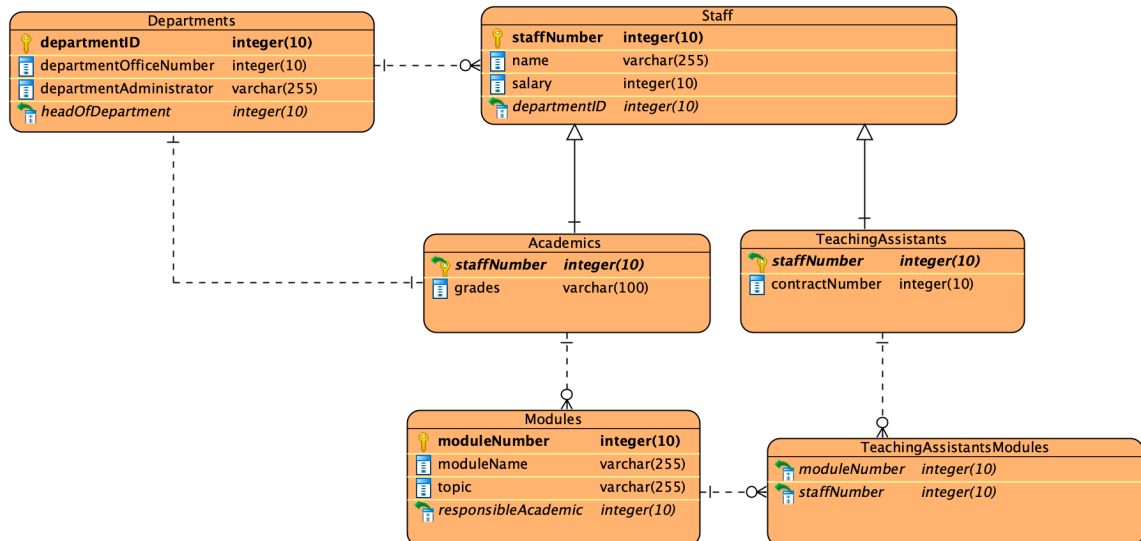 Departments
departmentID integer(10)
departmentOfficeNumber integer(10)
departmentAdministrator varchar(255)
headOfDepartment integer(10)
Staff
staffNumber integer(10)
name varchar(255)
salary integer(10)
departmentID integer(10)
Academics
staffNumber integer(10)
grades varchar(100)
TeachingAssistants
staffNumber integer(10)
contractNumber integer(10)
Modules
moduleNumber integer(10)
moduleName varchar(255)
topic varchar(255)
responsibleAcademic integer(10)
TeachingAssistantsModules
moduleNumber integer(10)
staffNumber integer(10)